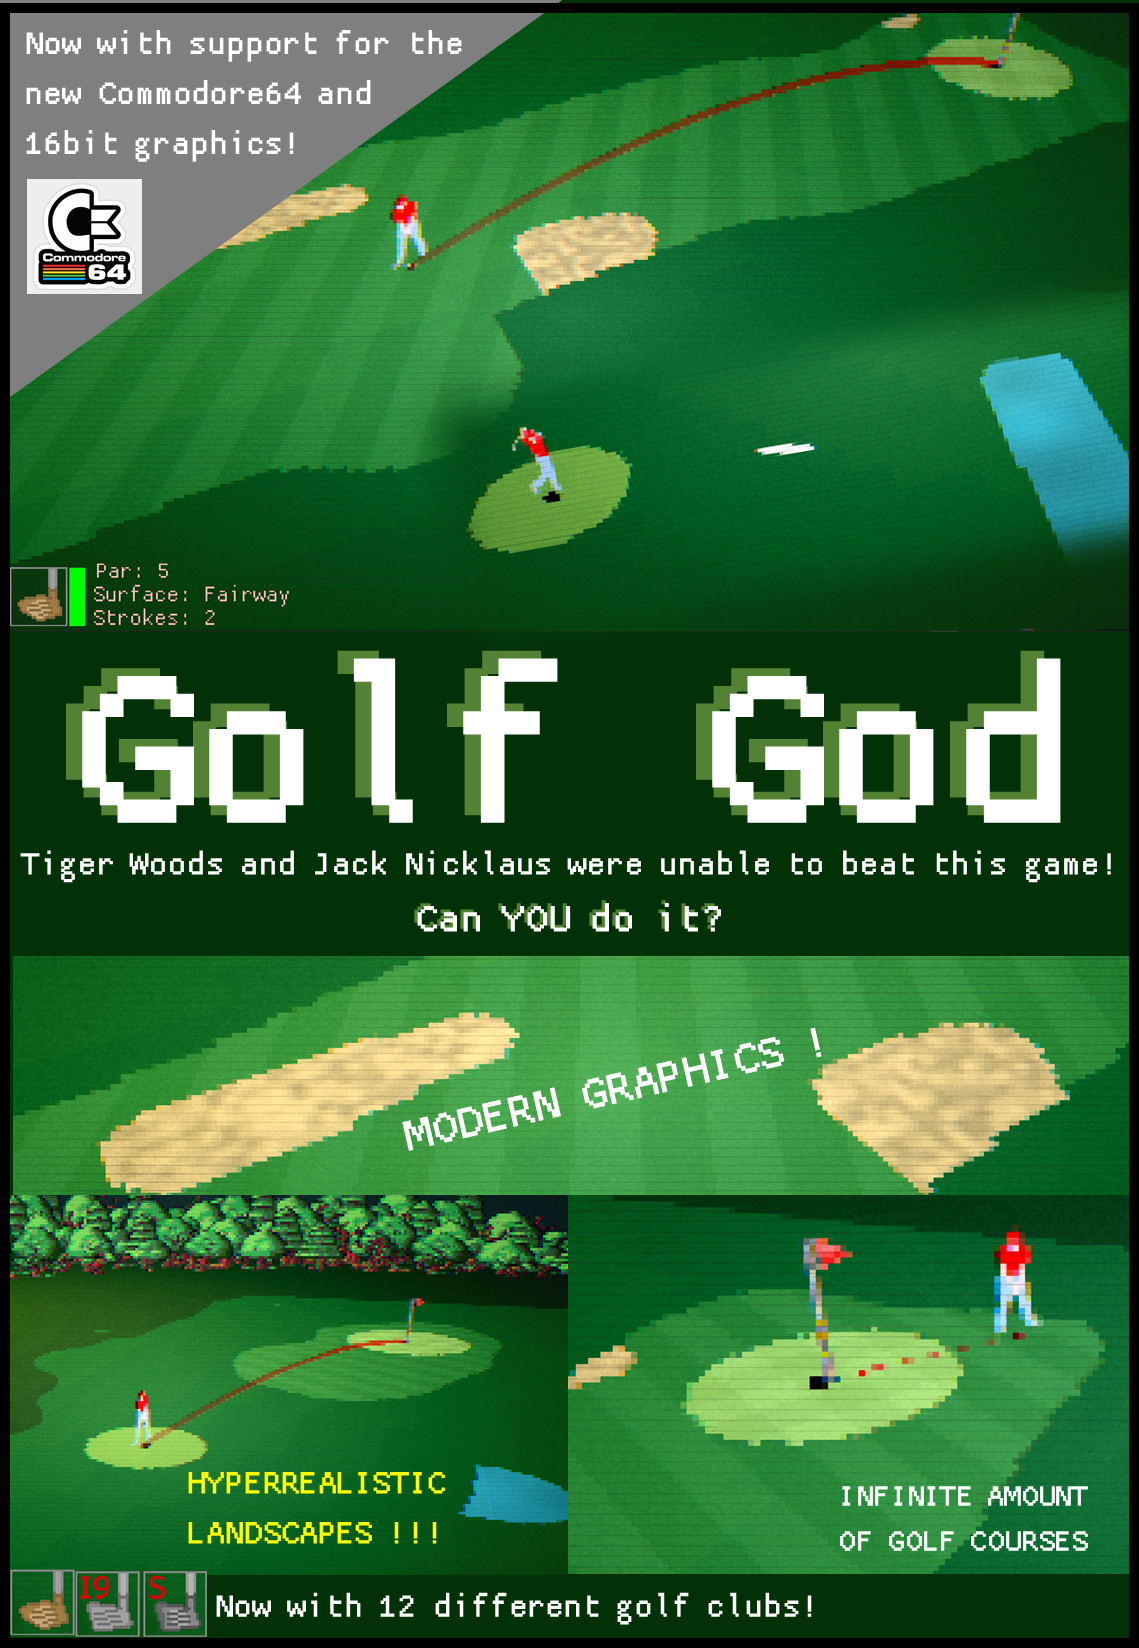 Now with support for the
new Commodore64 and
16bit graphics!
Commodore
64
Par: 5
Surface: Fairway
Strokes: 2
Golf God
Tiger Woods and Jack Nicklaus were unable to beat this game!
Can YOU do it?
MODERN GRAPHICS !
HYPERREALISTIC
LANDSCAPES !!!
INFINITE AMOUNT
OF GOLF COURSES
I9 S
Now with 12 different golf clubs!